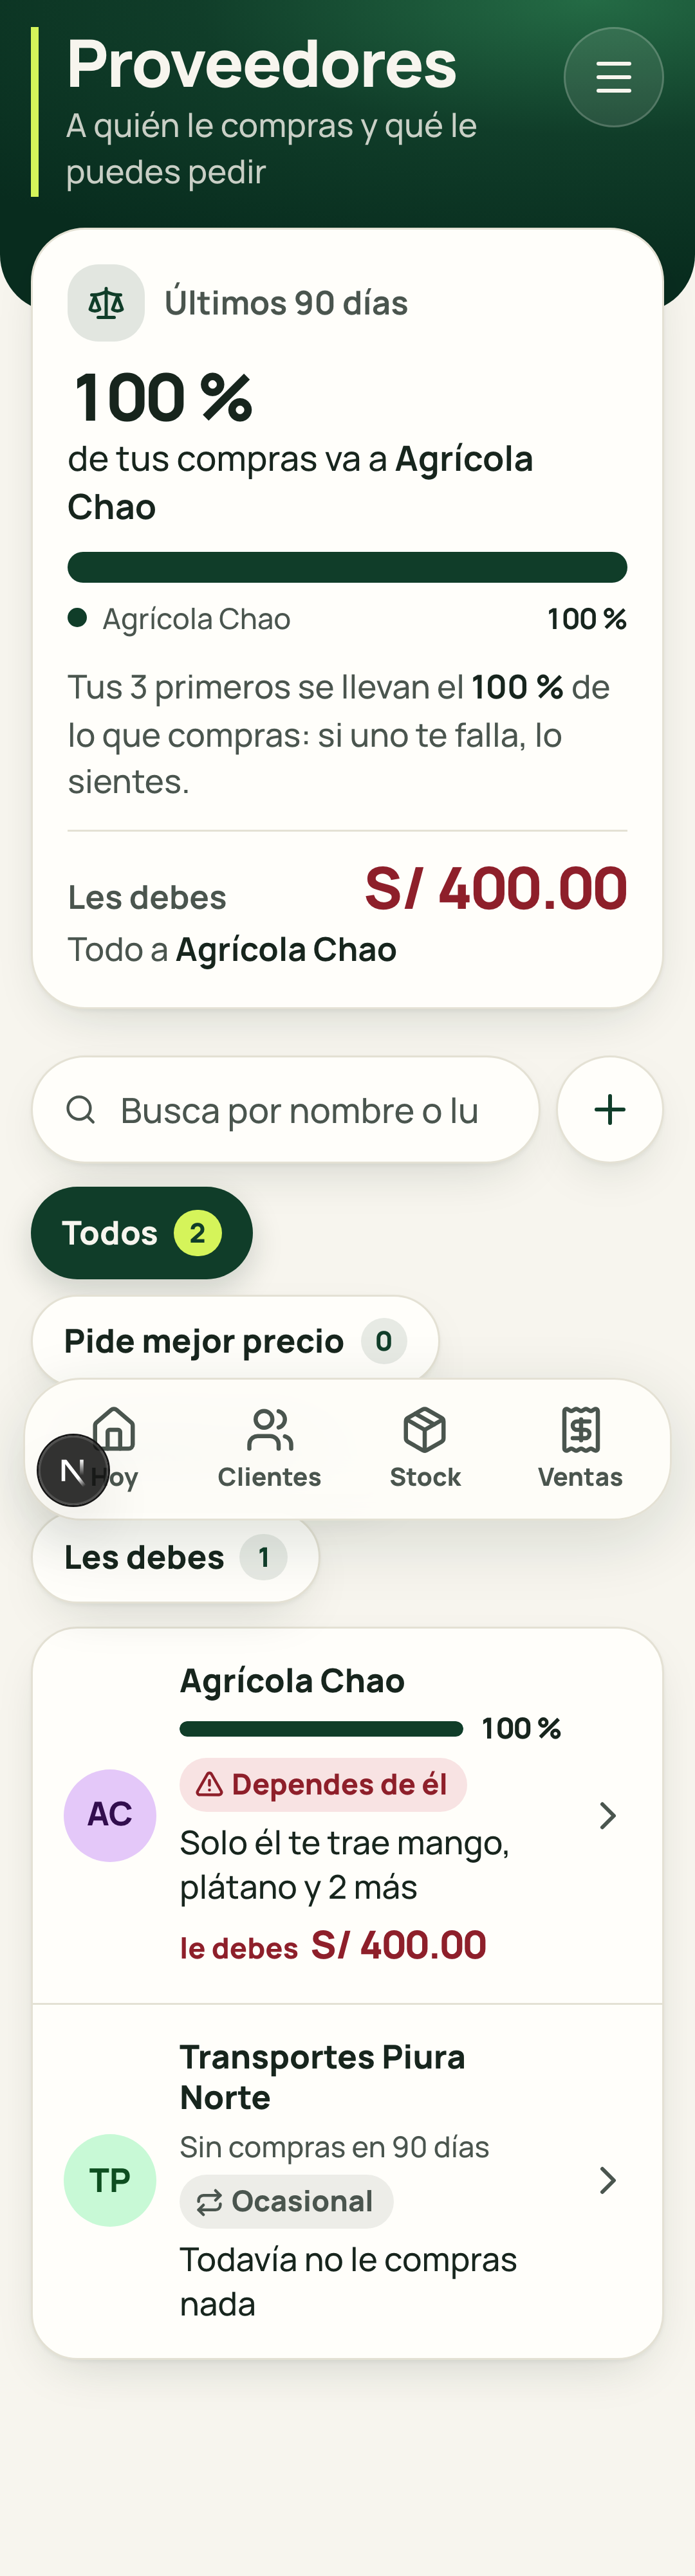 Proveedores
A quién le compras y qué le
puedes pedir
Últimos 90 días
100 %
de tus compras va a Agrícola
Chao
Agrícola Chao 100 %
Tus 3 primeros se llevan el 100 % de
lo que compras: si uno te falla, lo
sientes.
Les debes S/ 400.00
Todo a Agrícola Chao
Busca por nombre o lu
Todos 2
Pide mejor precio 0
N
Hoy Clientes Stock Ventas
Les debes 1
Agrícola Chao
100 %
AC
Dependes de él
Solo él te trae mango,
plátano y 2 más
le debes S/ 400.00
Transportes Piura
Norte
Sin compras en 90 días
TP
Ocasional
Todavía no le compras
nada